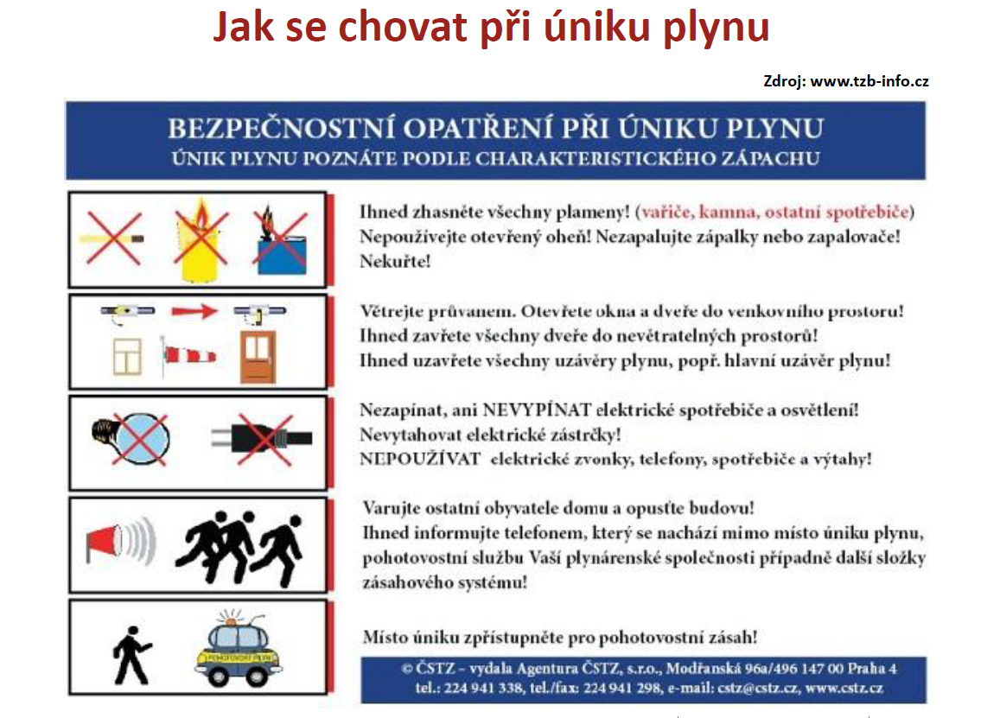 Jak se chovat při úniku plynu
Zdroj: www.tzb-info.cz
BEZPEČNOSTNÍ OPATŘENÍ PŘI ÚNIKU PLYNU
ÚNIK PLYNU POZNÁTE PODLE CHARAKTERISTICKÉHO ZÁPACHU
Ihned zhasněte všechny plameny! (vařiče, kamna, ostatní spotřebiče)
Nepoužívejte otevřený oheň! Nezapalujte zápalky nebo zapalovače!
Nekuřte!
Větrejte průvanem. Otevřete okna a dveře do venkovního prostoru!
Ihned zavřete všechny dveře do nevětratelných prostorů!
Ihned uzavřete všechny uzávěry plynu, popř. hlavní uzávěr plynu!
Nezapínat, ani NEVYPÍNAT elektrické spotřebiče a osvětlení!
Nevytahovat elektrické zástrčky!
NEPOUŽÍVAT elektrické zvonky, telefony, spotřebiče a výtahy!
Varujte ostatní obyvatele domu a opusťte budovu!
Ihned informujte telefonem, který se nachází mimo místo úniku plynu,
pohotovostní službu Vaší plynárenské společnosti případně další složky
zásahového systému!
POHOTOVOST PLYN
Místo úniku zpřístupněte pro pohotovostní zásah!
© ČSTZ – vydala Agentura ČSTZ, s.r.o., Modřanská 96a/496 147 00 Praha 4
tel.: 224 941 338, tel./fax: 224 941 298, e-mail: cstz@cstz.cz, www.cstz.cz